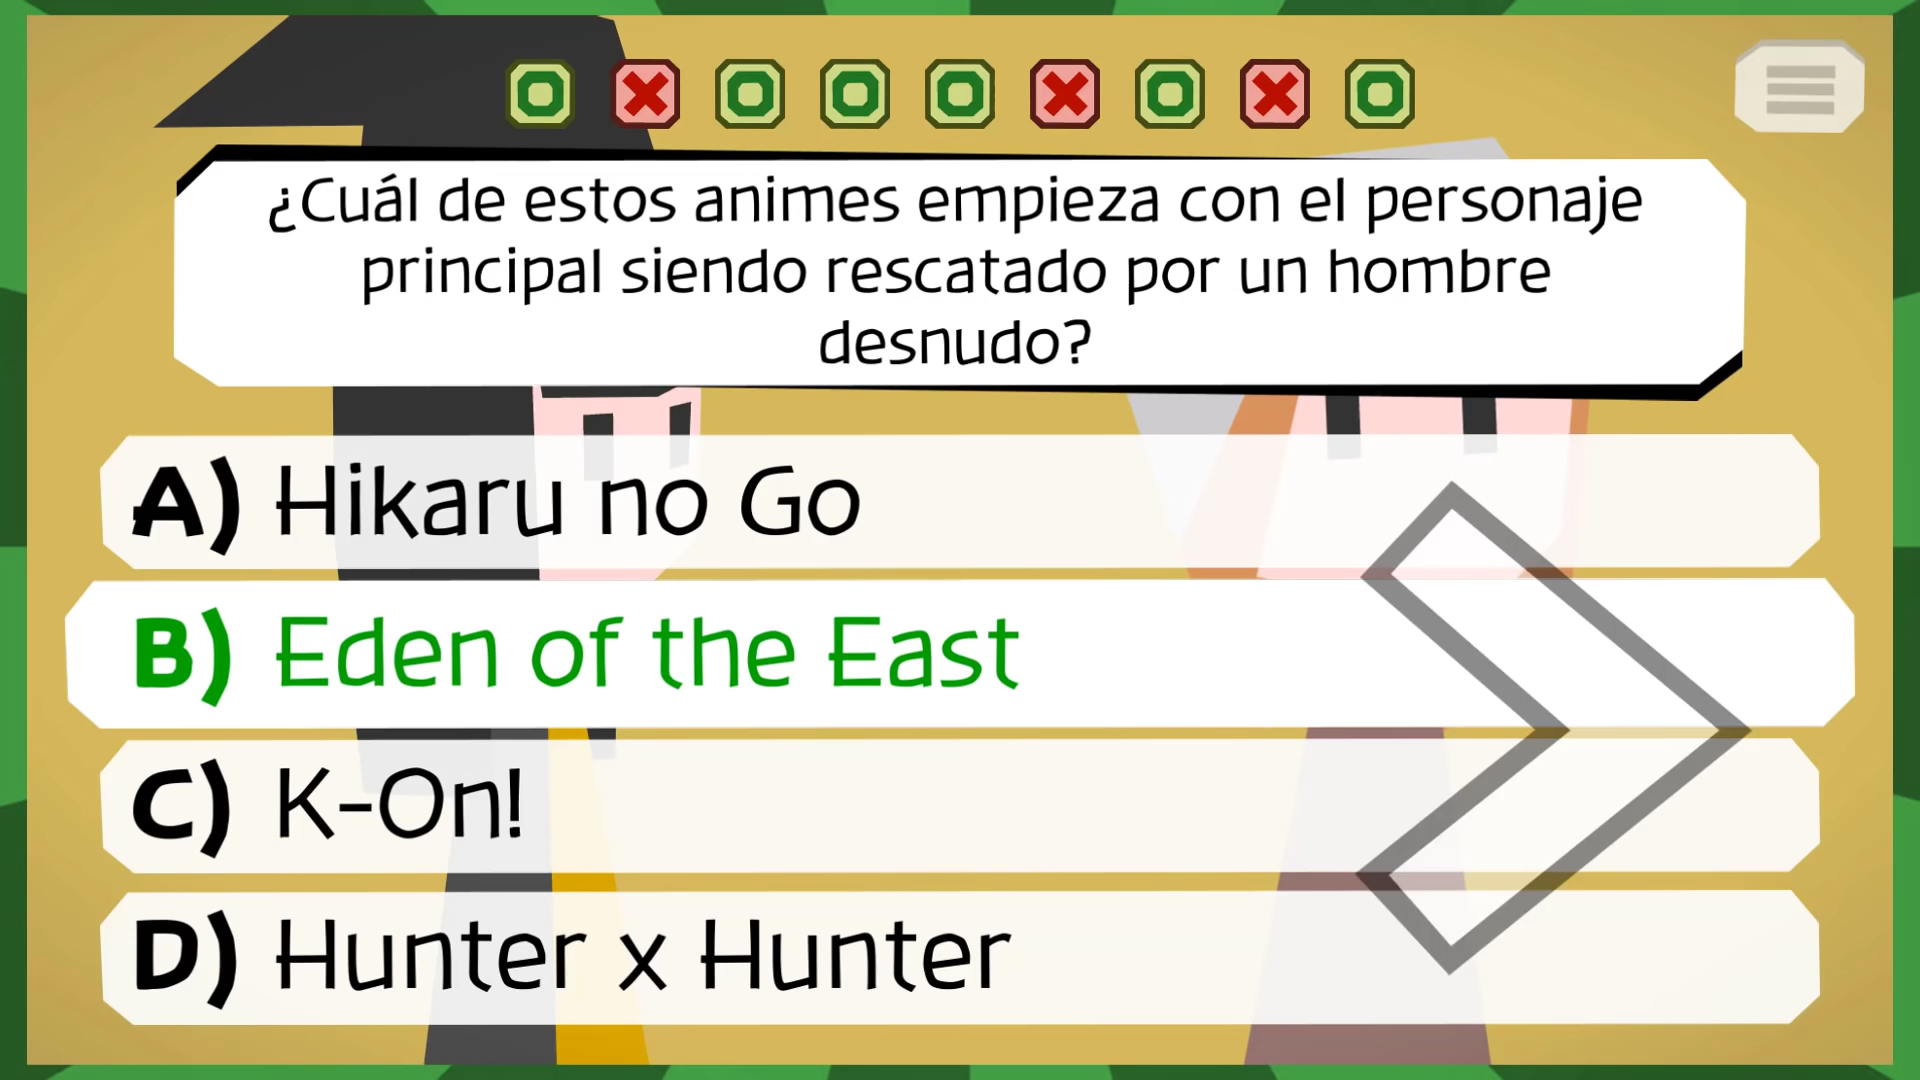 ¿Cuál de estos animes empieza con el personaje
principal siendo rescatado por un hombre
desnudo?
A) Hikaru no Go
B) Eden of the East
C) K-On!
D) Hunter x Hunter